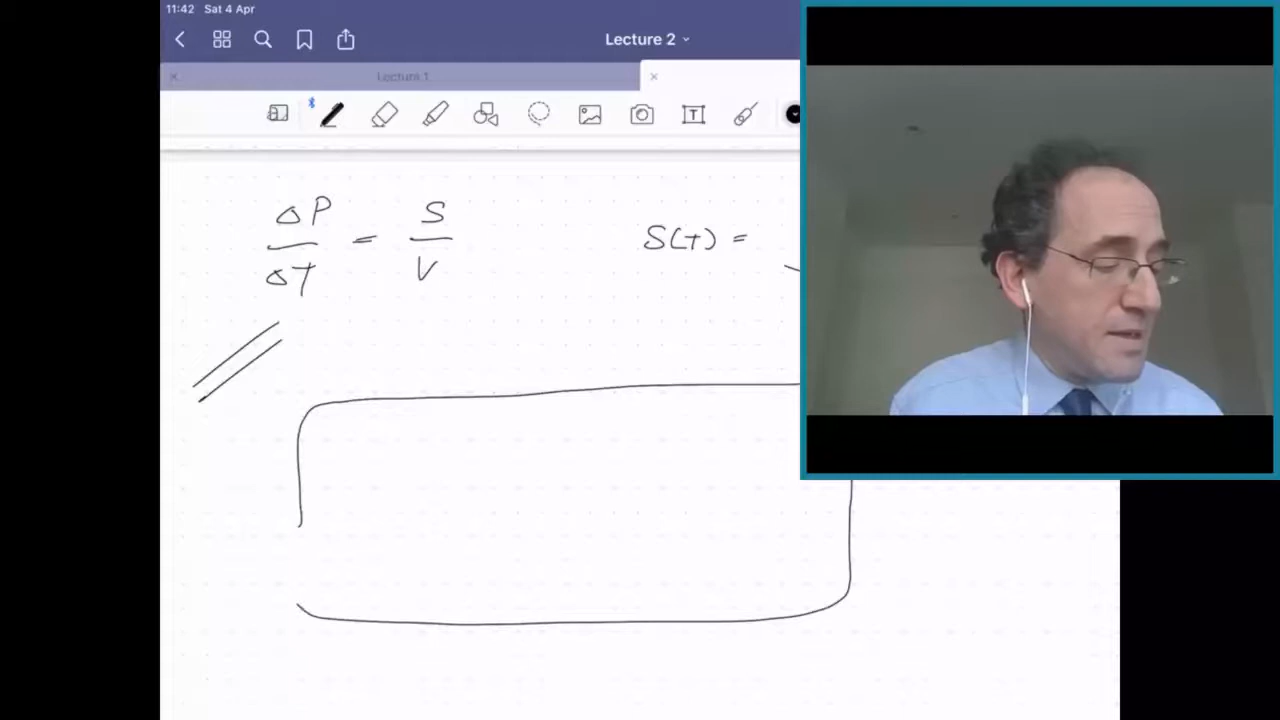 11:42 Sat 4 Apr
Lecture 2
Lecture 1
T
ΔP/ΔT = S/V
S(T) =